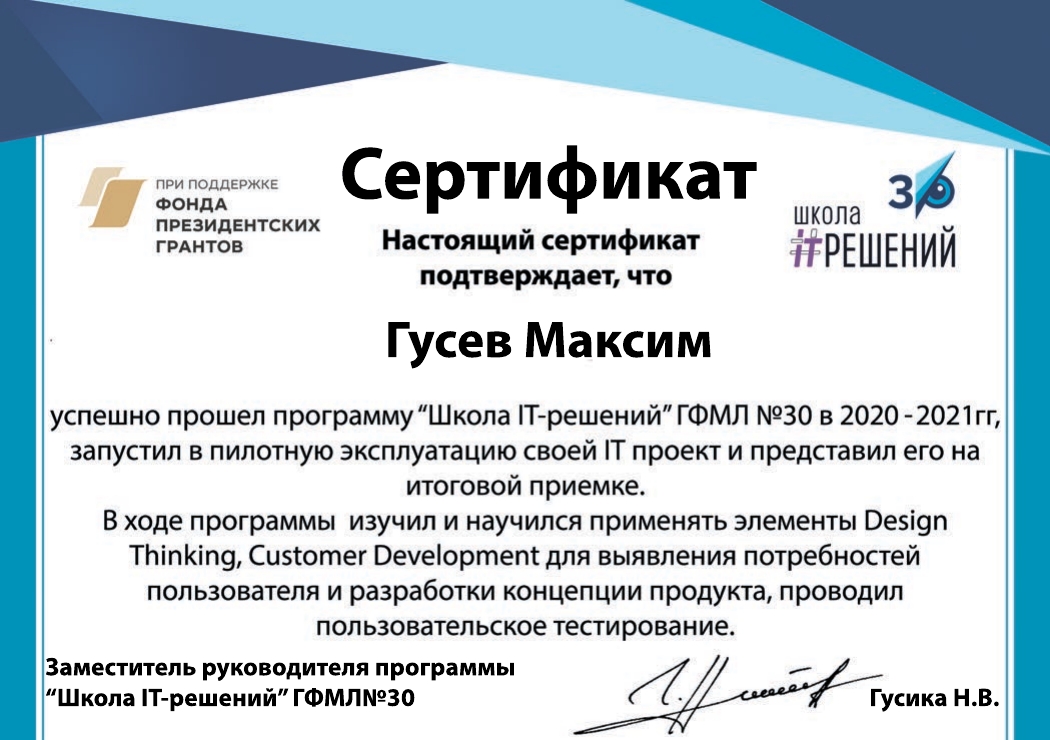 Сертификат
ПРИ ПОДДЕРЖКЕ
ФОНДА
ПРЕЗИДЕНТСКИХ
ГРАНТОВ
30
школа
#РЕШЕНИЙ
Настоящий сертификат
подтверждает, что
Гусев Максим
успешно прошел программу “Школа IT-решений” ГФМЛ №30 в 2020 - 2021гг,
запустил в пилотную эксплуатацию своей IT проект и представил его на
итоговой приемке.
В ходе программы изучил и научился применять элементы Design
Thinking, Customer Development для выявления потребностей
пользователя и разработки концепции продукта, проводил
пользовательское тестирование.
Заместитель руководителя программы
“Школа IT-решений” ГФМЛ№30
Гусика Н.В.